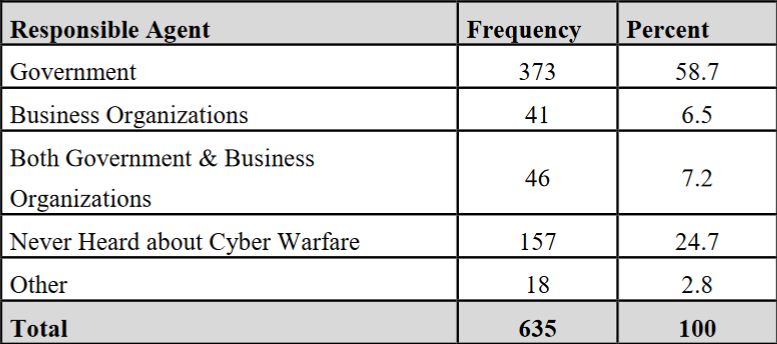 Responsible Agent Frequency Percent
Government 373 58.7
Business Organizations 41 6.5
Both Government & Business
Organizations 46 7.2
Never Heard about Cyber Warfare 157 24.7
Other 18 2.8
Total 635 100